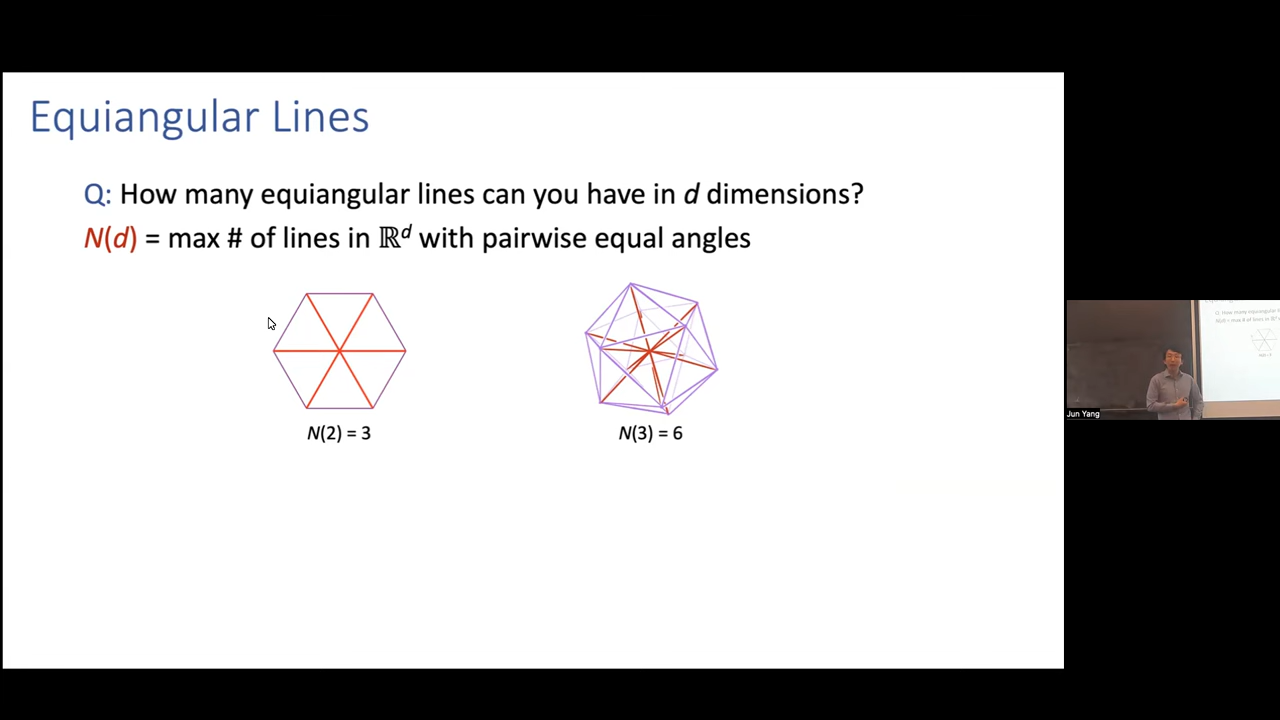 Equiangular Lines
Q: How many equiangular lines can you have in d dimensions?
N(d) = max # of lines in ℝᵈ with pairwise equal angles
N(2) = 3
N(3) = 6
Jun Yang